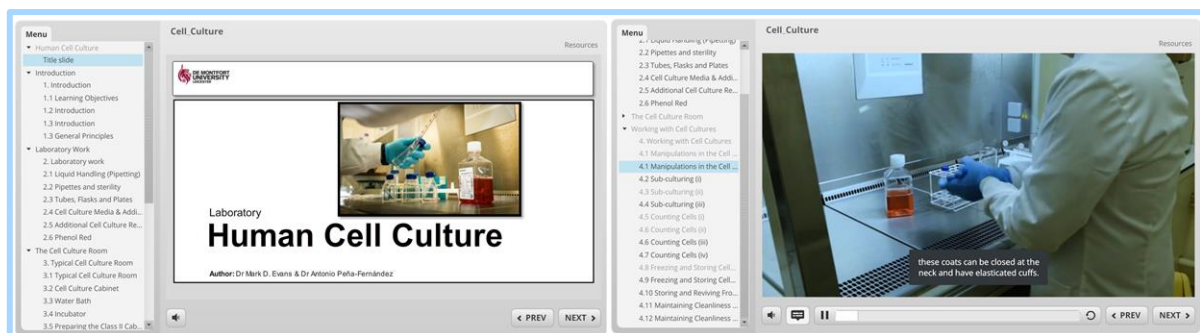 Menu
Human Cell Culture
Title slide
Introduction
1. Introduction
1.1 Learning Objectives
1.2 Introduction
1.3 Introduction
1.3 General Principles
Laboratory Work
2. Laboratory work
2.1 Liquid Handling (Pipetting)
2.2 Pipettes and sterility
2.3 Tubes, Flasks and Plates
2.4 Cell Culture Media & Addi...
2.5 Additional Cell Culture Re...
2.6 Phenol Red
The Cell Culture Room
3. Typical Cell Culture Room
3.1 Typical Cell Culture Room
3.2 Cell Culture Cabinet
3.3 Water Bath
3.4 Incubator
3.5 Preparing the Class II Cab...
Cell_Culture
Resources
DE MONTFORT
UNIVERSITY
LEICESTER
Laboratory
Human Cell Culture
Author: Dr Mark D. Evans & Dr Antonio Peña-Fernández
< PREV
NEXT >
Menu
2.1 Liquid Handling (Pipetting)
2.2 Pipettes and sterility
2.3 Tubes, Flasks and Plates
2.4 Cell Culture Media & Addi...
2.5 Additional Cell Culture Re...
2.6 Phenol Red
The Cell Culture Room
Working with Cell Cultures
4. Working with Cell Cultures
4.1 Manipulations in the Cell ...
4.1 Manipulations in the Cell ...
4.2 Sub-culturing (i)
4.3 Sub-culturing (ii)
4.4 Sub-culturing (iii)
4.5 Counting Cells (i)
4.6 Counting Cells (ii)
4.6 Counting Cells (iii)
4.7 Counting Cells (iv)
4.8 Freezing and Storing Cell...
4.9 Freezing and Storing Cell...
4.10 Storing and Reviving Fro...
4.11 Maintaining Cleanliness ...
4.12 Maintaining Cleanliness ...
Cell_Culture
Resources
these coats can be closed at the
neck and have elasticated cuffs.
< PREV
NEXT >